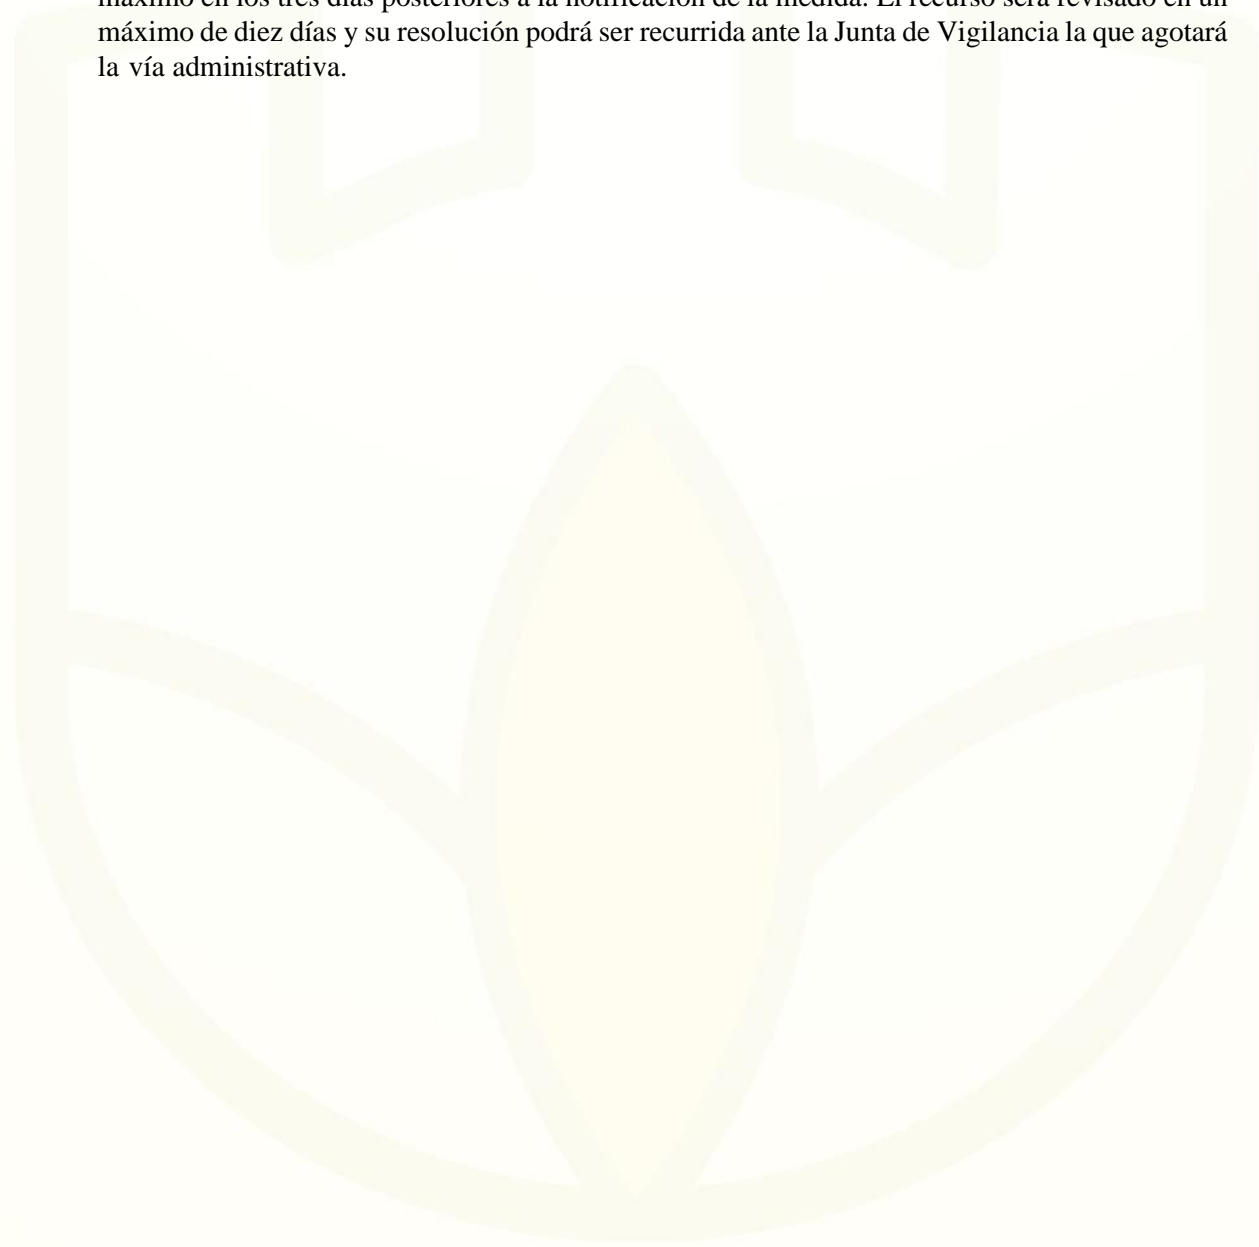 máximo en los tres días posteriores a la notificación de la medida. El recurso será revisado en un
máximo de diez días y su resolución podrá ser recurrida ante la Junta de Vigilancia la que agotará
la vía administrativa.